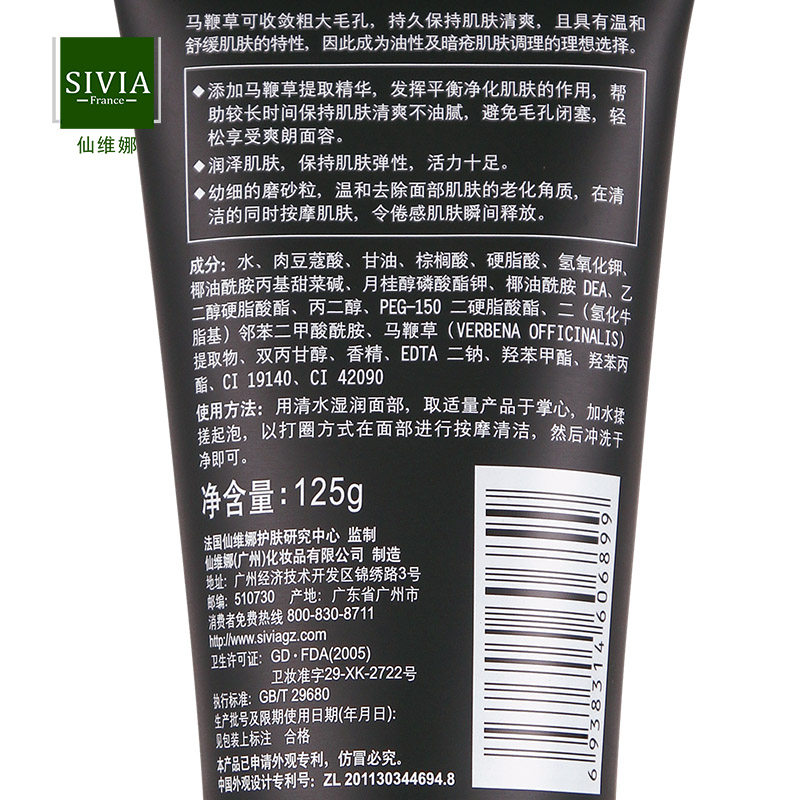 马鞭草可收敛粗大毛孔，持久保持肌肤清爽，且具有温和
舒缓肌肤的特性，因此成为油性及暗疮肌肤调理的理想选择。
SIVIA
France
仙维娜
◆添加马鞭草提取精华，发挥平衡净化肌肤的作用，帮
助较长时间保持肌肤清爽不油腻，避免毛孔闭塞，轻
松享受爽朗面容。
◆润泽肌肤，保持肌肤弹性，活力十足。
◆幼细的磨砂粒，温和去除面部肌肤的老化角质，在清
洁的同时按摩肌肤，令倦感肌肤瞬间释放。
成分：水、肉豆蔻酸、甘油、棕榈酸、硬脂酸、氢氧化钾、
椰油酰胺丙基甜菜碱、月桂醇磷酸酯钾、椰油酰胺 DEA、乙
二醇硬脂酸酯、丙二醇、PEG-150 二硬脂酸酯、二（氢化牛
脂基）邻苯二甲酸酰胺、马鞭草（VERBENA OFFICINALIS）
提取物、双丙甘醇、香精、EDTA 二钠、羟苯甲酯、羟苯丙
酯、CI 19140、CI 42090
使用方法：用清水湿润面部，取适量产品于掌心，加水揉
搓起泡，以打圈方式在面部进行按摩清洁，然后冲洗干
净即可。
净含量：125g
法国仙维娜护肤研究中心 监制
仙维娜(广州)化妆品有限公司 制造
地址：广州经济技术开发区锦绣路3号
邮编：510730 产地：广东省广州市
消费者免费热线 800-830-8711
http://www.siviagz.com
卫生许可证：GD·FDA(2005)
卫妆准字29-XK-2722号
执行标准：GB/T 29680
生产批号及限期使用日期(年月日)：
见包装上标注 合格
本产品已申请外观专利，仿冒必究。
中国外观设计专利号：ZL 201130344694.8
6938314606899